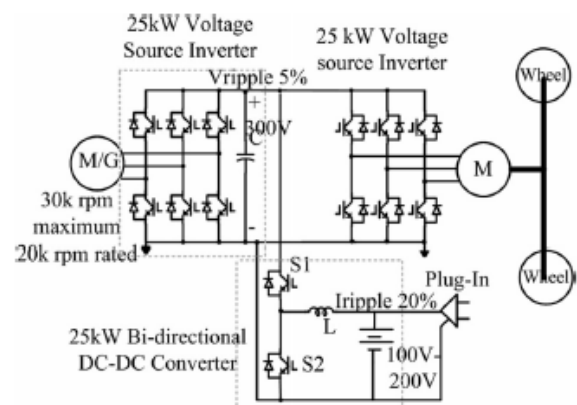 25kW Voltage
Source Inverter
25 kW Voltage
source Inverter
Vripple 5%
+
300V
C
-
M/G
30k rpm
maximum
20k rpm rated
M
Wheel
Wheel
S1
S2
L
Iripple 20%
Plug-In
100V-
200V
25kW Bi-directional
DC-DC Converter